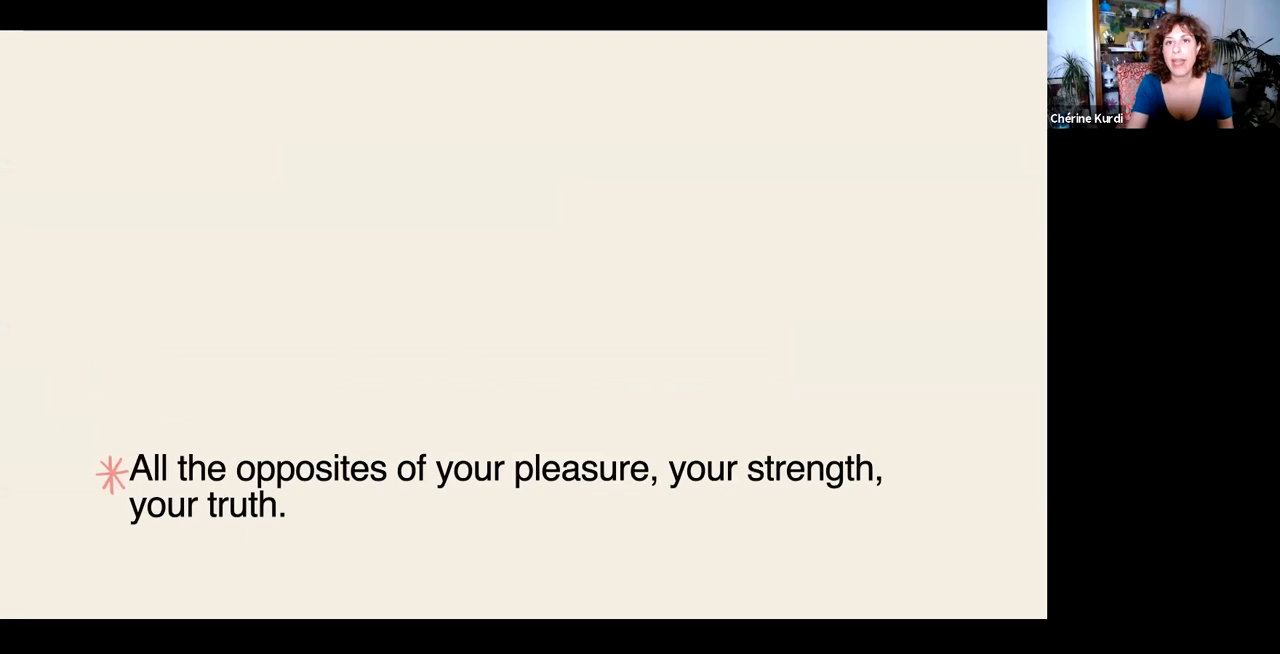 Chérine Kurdi
All the opposites of your pleasure, your strength,
your truth.